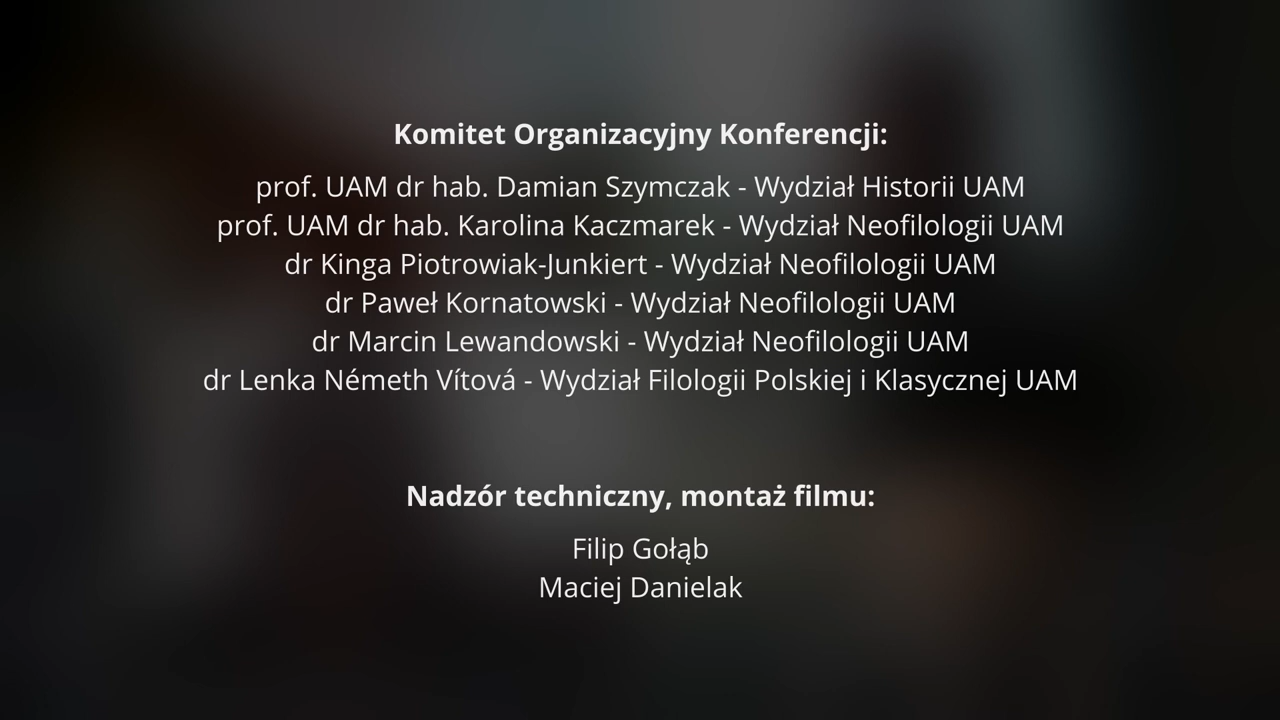 Komitet Organizacyjny Konferencji:
prof. UAM dr hab. Damian Szymczak - Wydział Historii UAM
prof. UAM dr hab. Karolina Kaczmarek - Wydział Neofilologii UAM
dr Kinga Piotrowiak-Junkiert - Wydział Neofilologii UAM
dr Paweł Kornatowski - Wydział Neofilologii UAM
dr Marcin Lewandowski - Wydział Neofilologii UAM
dr Lenka Németh Vítová - Wydział Filologii Polskiej i Klasycznej UAM
Nadzór techniczny, montaż filmu:
Filip Gołąb
Maciej Danielak